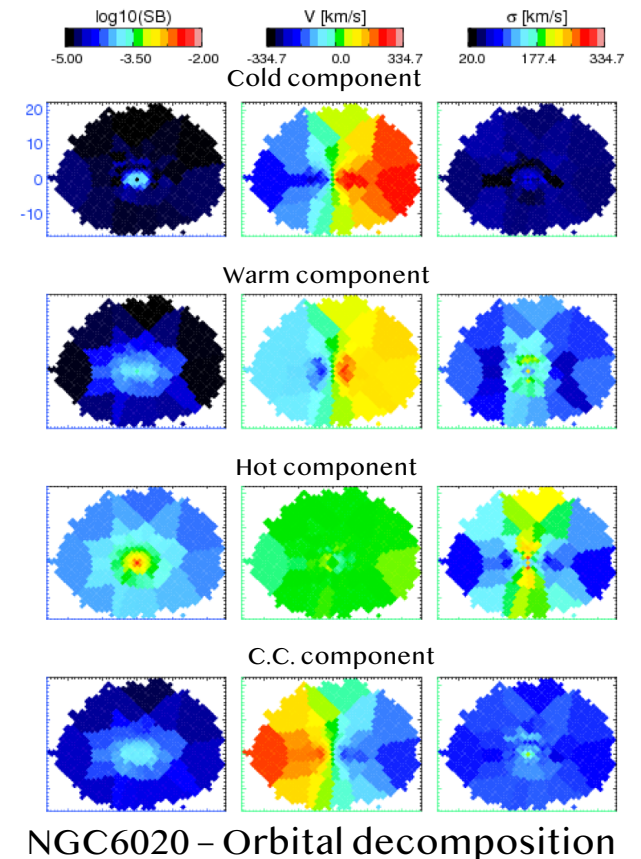 log10(SB) V [km/s] σ [km/s]
-5.00 -3.50 -2.00 -334.7 0.0 334.7 20.0 177.4 334.7
Cold component
20
10
0
-10
Warm component
Hot component
C.C. component
NGC6020 – Orbital decomposition